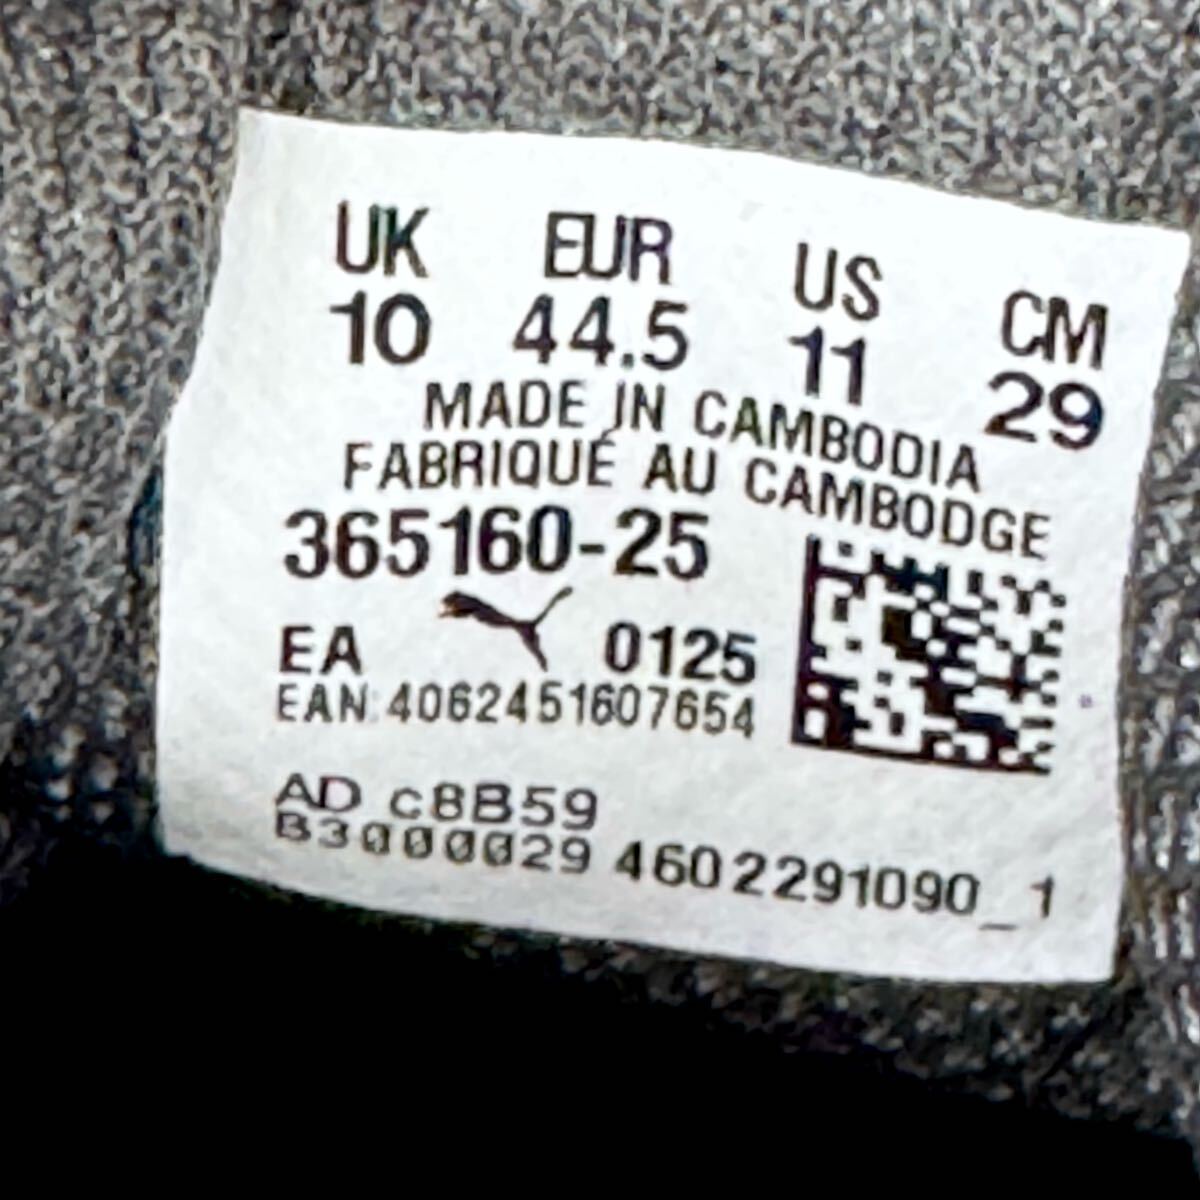 UK EUR US CM
10 44.5 11 29
MADE IN CAMBODIA
FABRIQUÉ AU CAMBODGE
365160-25
EA 0125
EAN:4062451607654
AD c8B59
B3000029 4602291090_1